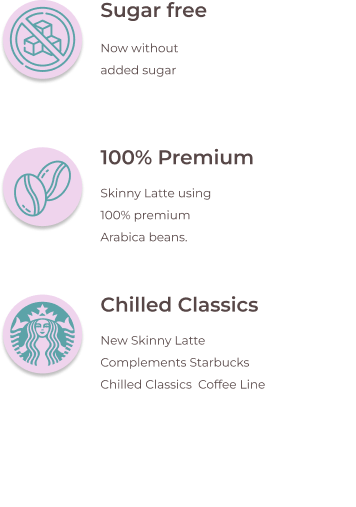 Sugar free
Now without
added sugar
100% Premium
Skinny Latte using
100% premium
Arabica beans.
Chilled Classics
New Skinny Latte
Complements Starbucks
Chilled Classics  Coffee Line